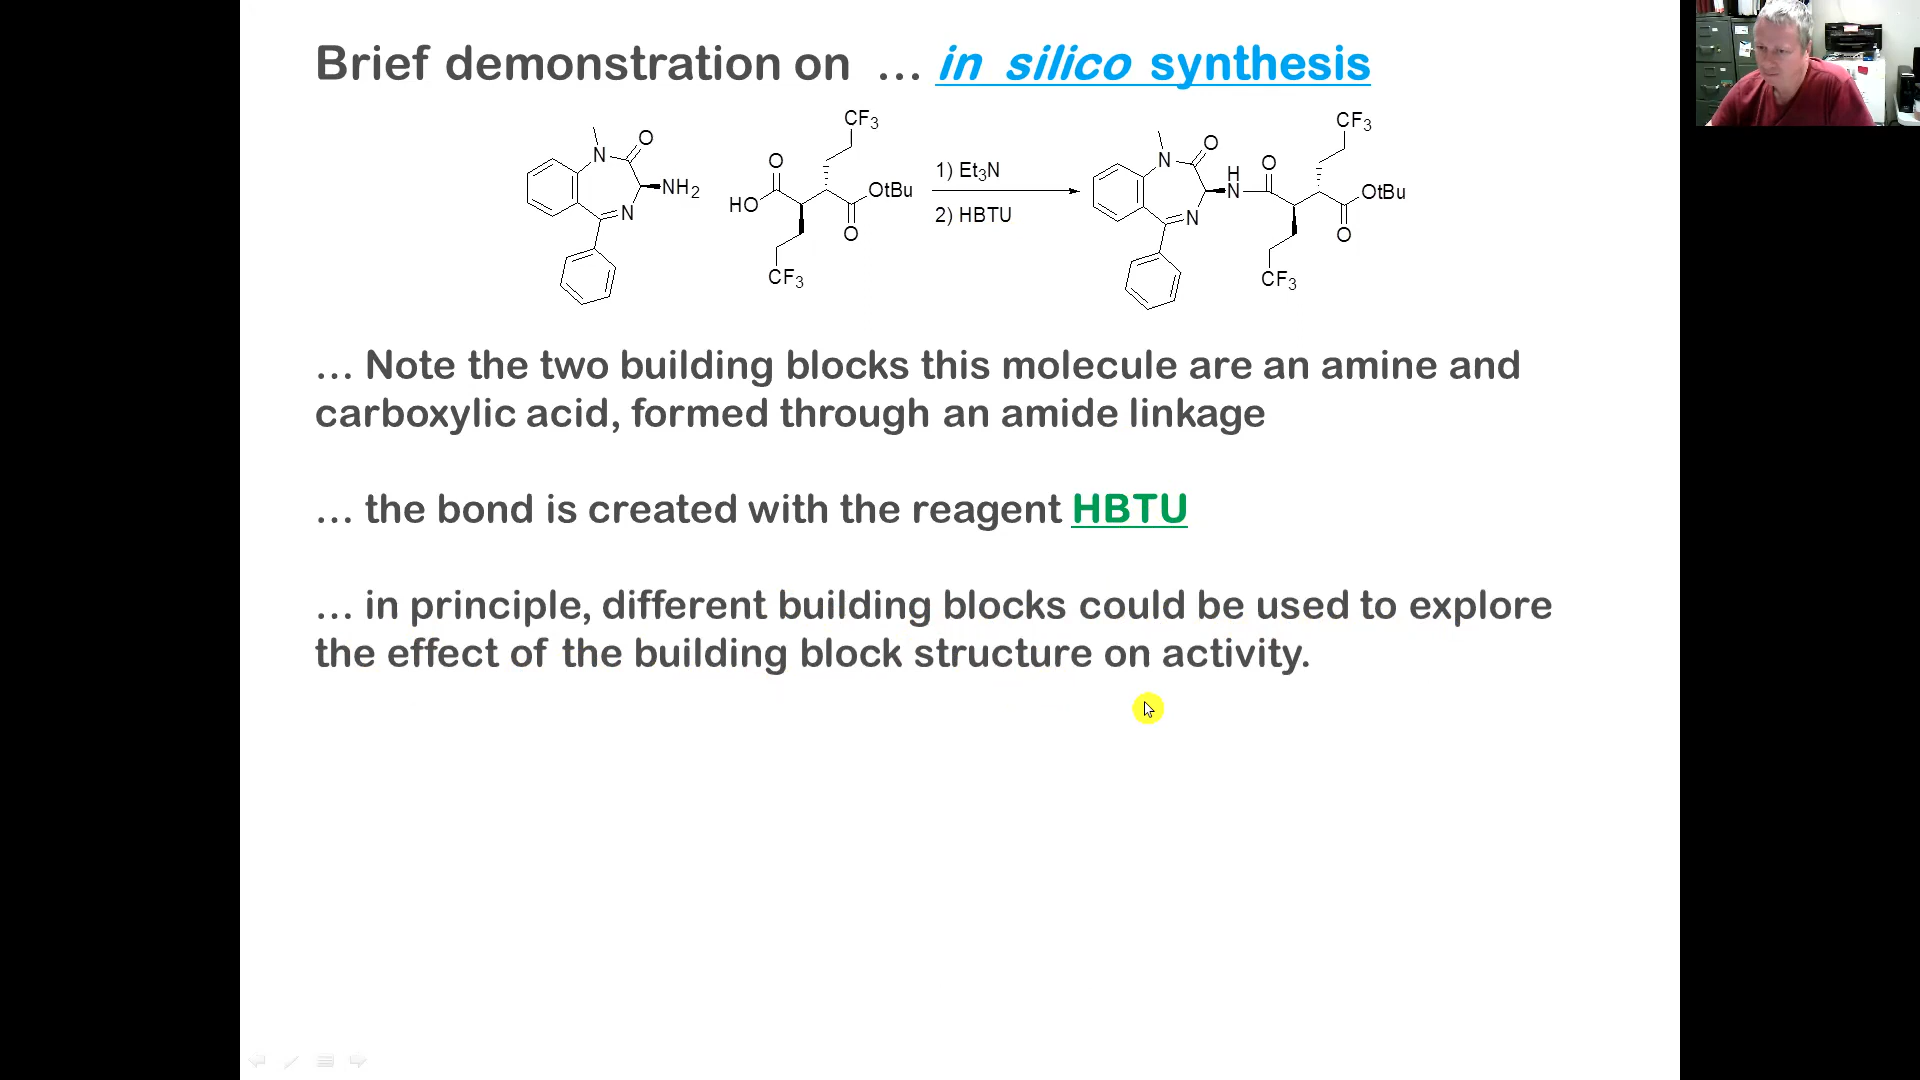 Brief demonstration on … in silico synthesis
CF3
CF3
N
O
N
O
NH2
O
HO
OtBu
N
O
CF3
1) Et3N
2) HBTU
H
N
O
OtBu
N
O
CF3
… Note the two building blocks this molecule are an amine and
carboxylic acid, formed through an amide linkage
… the bond is created with the reagent HBTU
… in principle, different building blocks could be used to explore
the effect of the building block structure on activity.